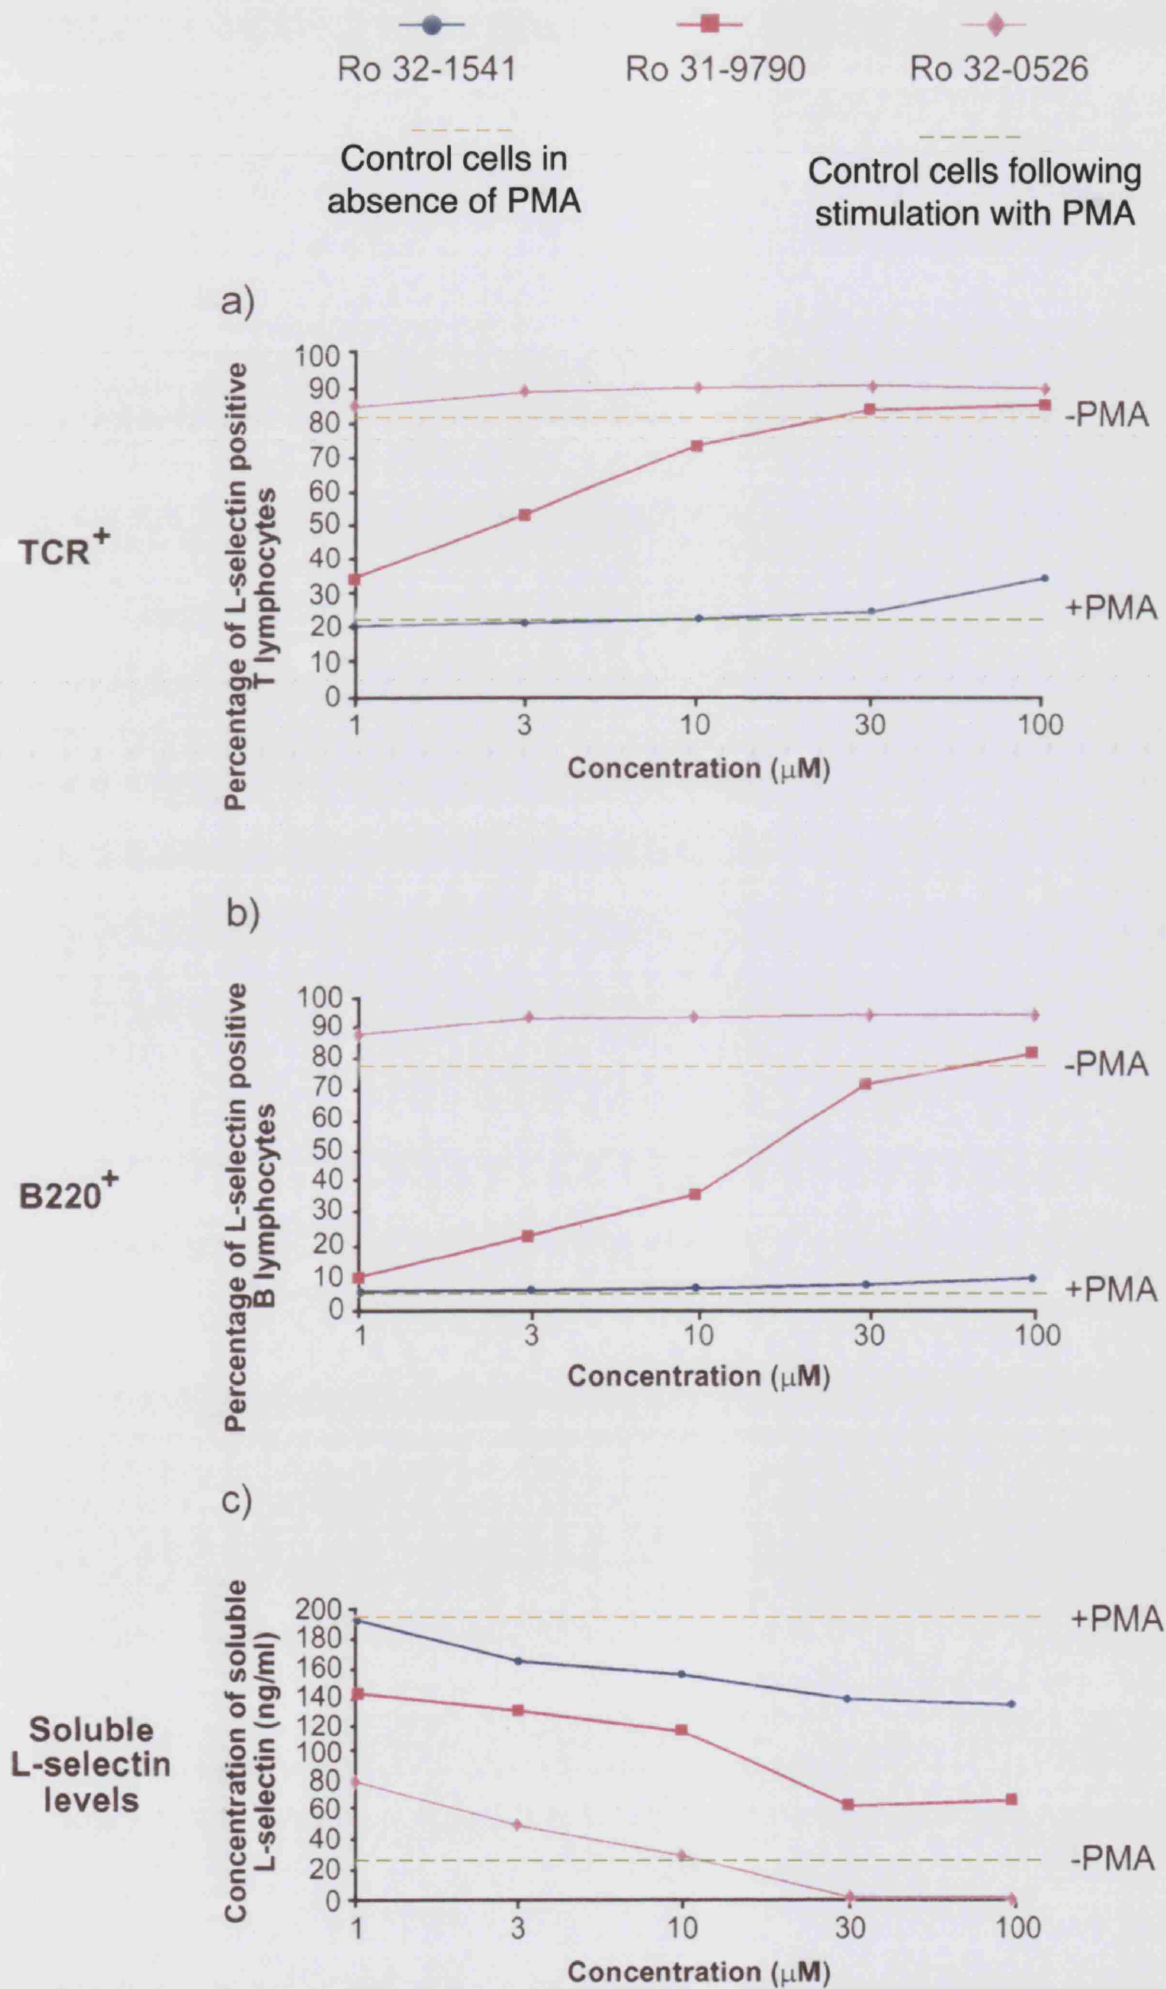 Ro 32-1541
Ro 31-9790
Ro 32-0526
Control cells in
absence of PMA
Control cells following
stimulation with PMA
a)
TCR+
Percentage of L-selectin positive
T lymphocytes
100
90
80
70
60
50
40
30
20
10
0
1 3 10 30 100
Concentration (μM)
-PMA
+PMA
b)
B220+
Percentage of L-selectin positive
B lymphocytes
100
90
80
70
60
50
40
30
20
10
0
1 3 10 30 100
Concentration (μM)
-PMA
+PMA
c)
Soluble
L-selectin
levels
Concentration of soluble
L-selectin (ng/ml)
200
180
160
140
120
100
80
60
40
20
0
1 3 10 30 100
Concentration (μM)
+PMA
-PMA